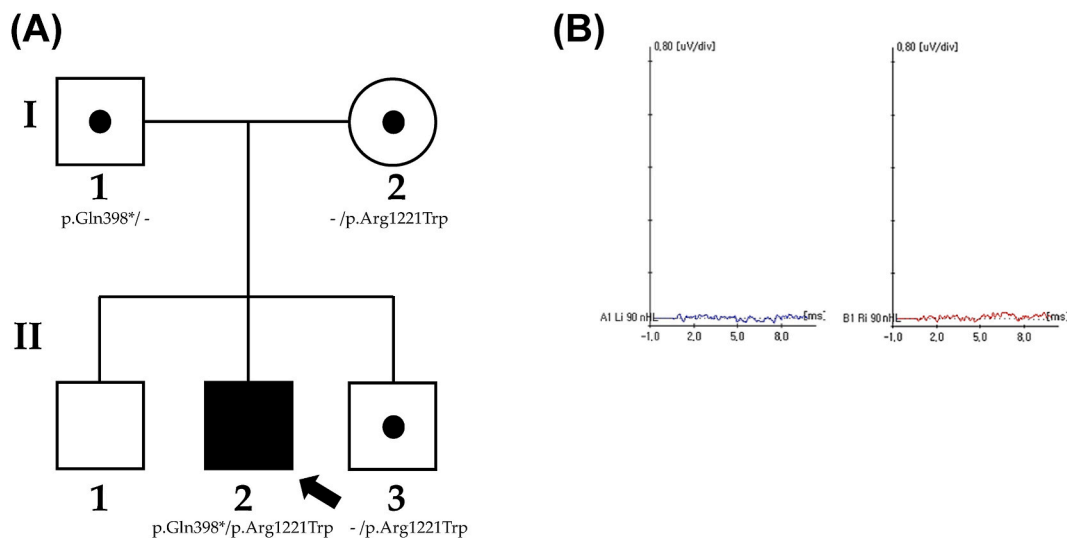 (A)
(B)
I
1
p.Gln398*/ -
2
- /p.Arg1221Trp
II
1
2
p.Gln398*/p.Arg1221Trp
3
- /p.Arg1221Trp
0,80 [uV/div]
A1 Li 90 nHL
[ms]
-1,0 2,0 5,0 8,0
0,80 [uV/div]
B1 Ri 90 nHL
[ms]
-1,0 2,0 5,0 8,0